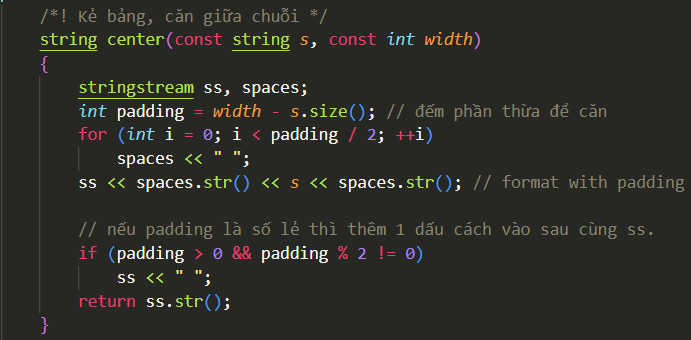 /*! Kẻ bảng, căn giữa chuỗi */
string center(const string s, const int width)
{
stringstream ss, spaces;
int padding = width - s.size(); // đếm phần thừa để căn
for (int i = 0; i < padding / 2; ++i)
spaces << " ";
ss << spaces.str() << s << spaces.str(); // format with padding
// nếu padding là số lẻ thì thêm 1 dấu cách vào sau cùng ss.
if (padding > 0 && padding % 2 != 0)
ss << " ";
return ss.str();
}